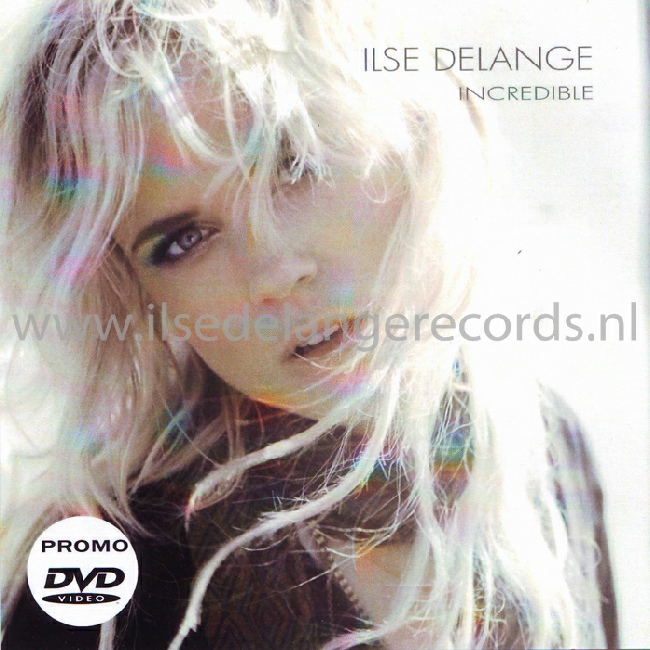 ILSE DELANGE
INCREDIBLE
www.ilsedelangerecords.nl
PROMO
DVD
VIDEO